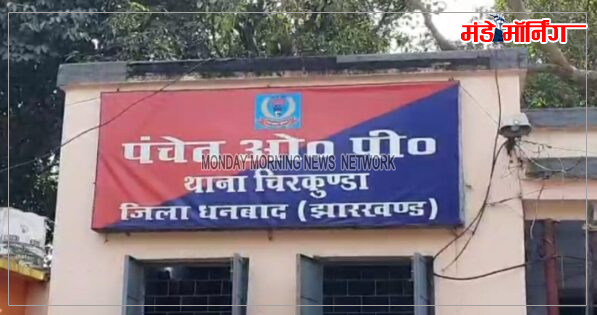 मंडे मॉर्निंग
पंचेत ओ० पी०
MONDAY MORNING NEWS NETWORK
थाना चिरकुण्डा
जिला धनबाद (झारखण्ड)